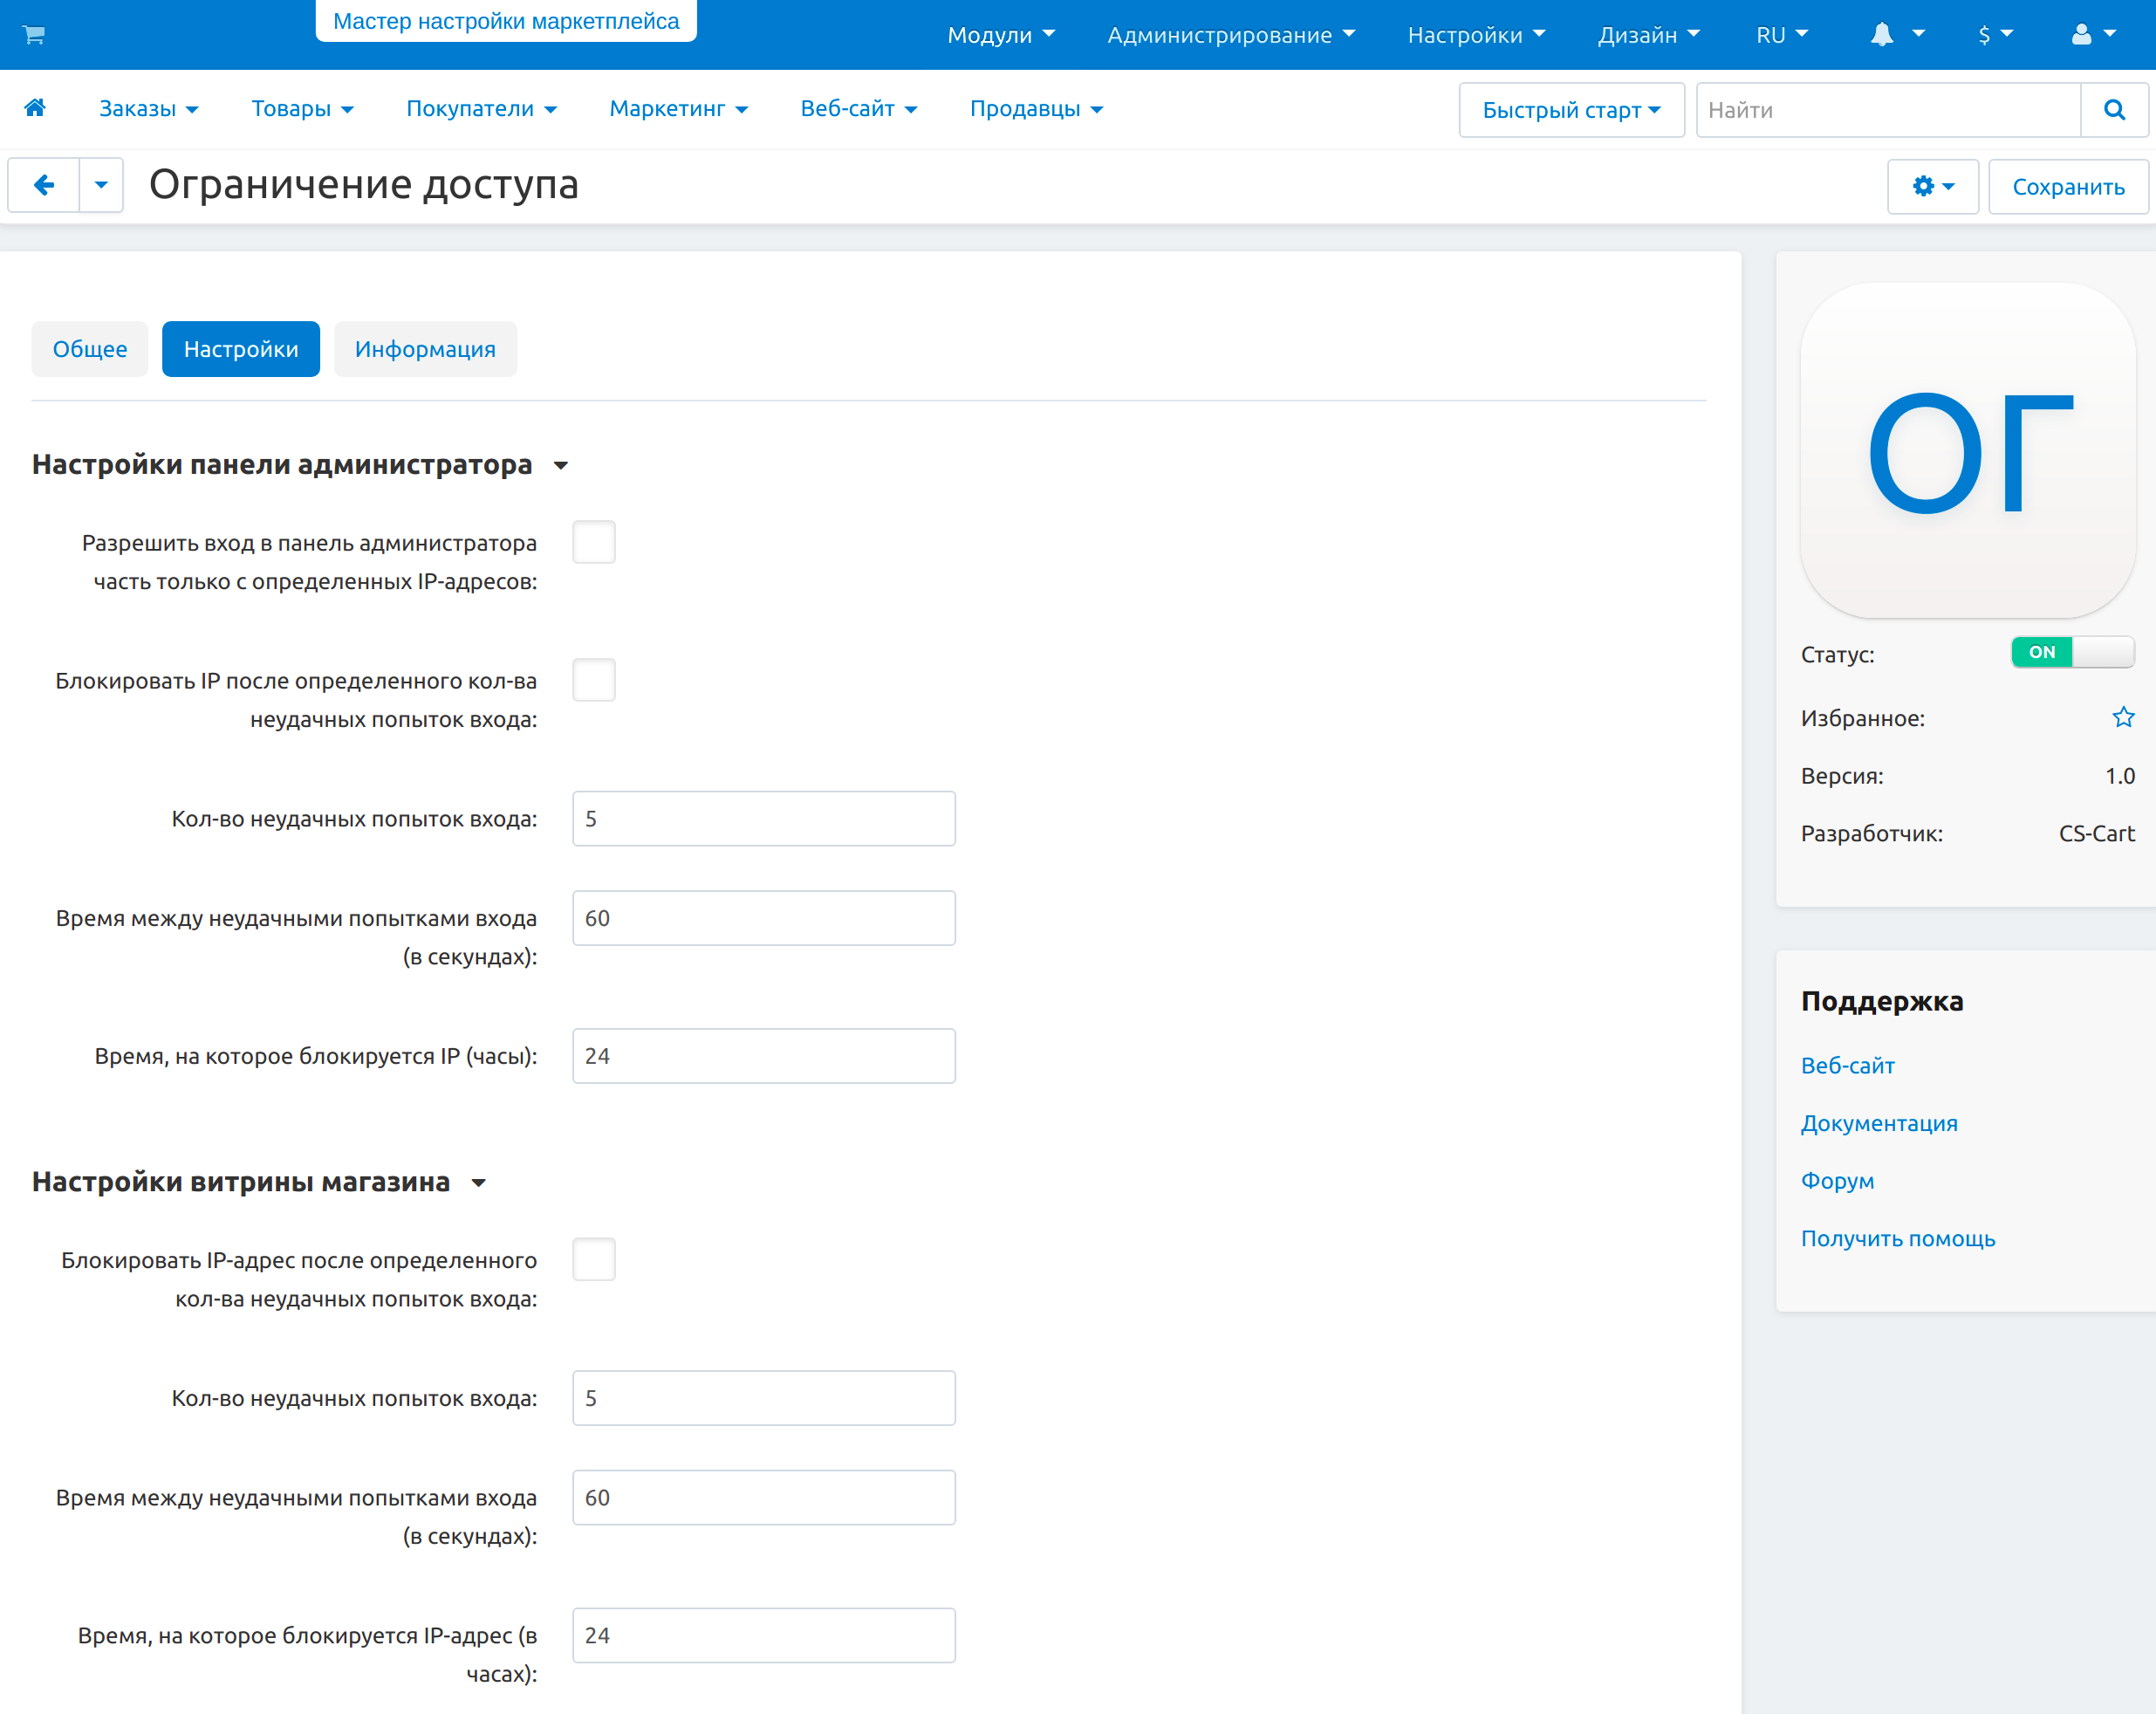 Мастер настройки маркетплейса
Модули Администрирование Настройки Дизайн RU $
Заказы Товары Покупатели Маркетинг Веб-сайт Продавцы Быстрый старт Найти
Ограничение доступа Сохранить
Общее Настройки Информация
Настройки панели администратора
Разрешить вход в панель администратора
часть только с определенных IP-адресов:
Блокировать IP после определенного кол-ва
неудачных попыток входа:
Кол-во неудачных попыток входа: 5
Время между неудачными попытками входа 60
(в секундах):
Время, на которое блокируется IP (часы): 24
Настройки витрины магазина
Блокировать IP-адрес после определенного
кол-ва неудачных попыток входа:
Кол-во неудачных попыток входа: 5
Время между неудачными попытками входа 60
(в секундах):
Время, на которое блокируется IP-адрес (в 24
часах):
ОГ
Статус: ON
Избранное:
Версия: 1.0
Разработчик: CS-Cart
Поддержка
Веб-сайт
Документация
Форум
Получить помощь